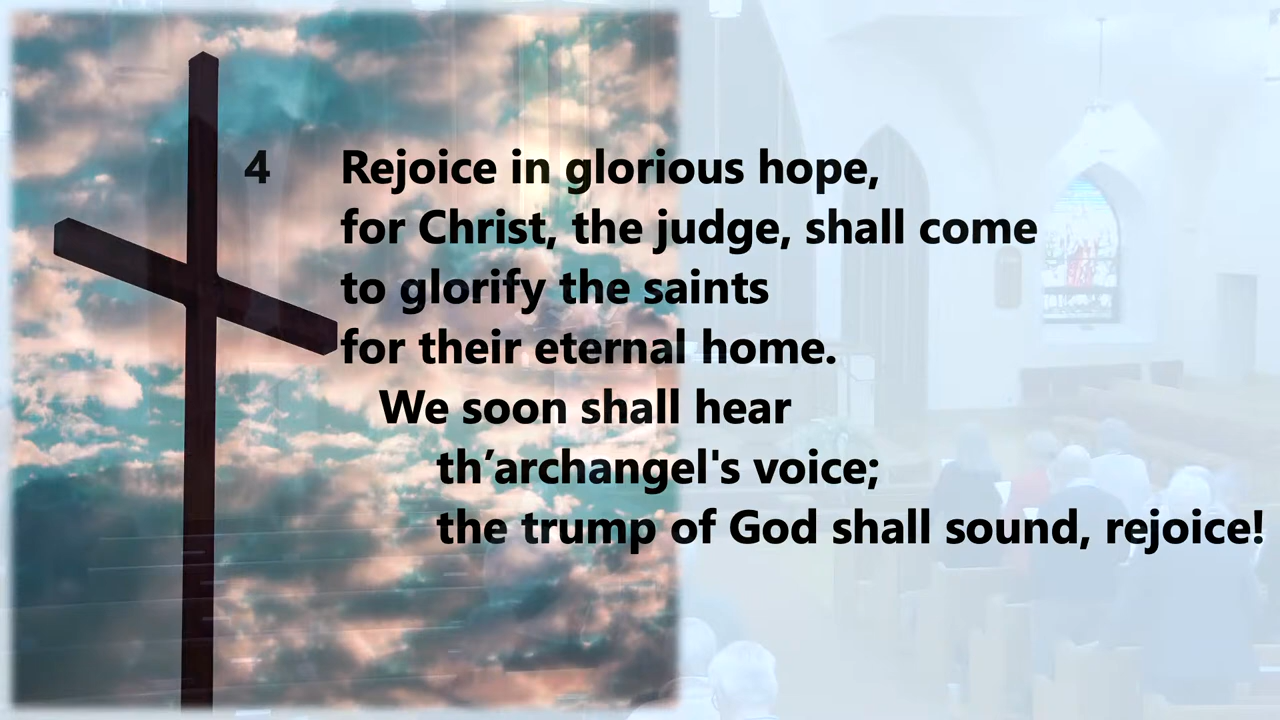 4 Rejoice in glorious hope,
for Christ, the judge, shall come
to glorify the saints
for their eternal home.
We soon shall hear
th’archangel's voice;
the trump of God shall sound, rejoice!